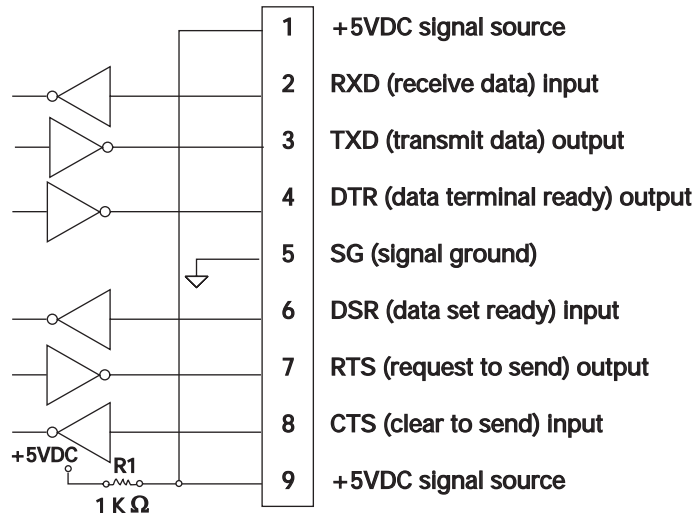 1 +5VDC signal source
2 RXD (receive data) input
3 TXD (transmit data) output
4 DTR (data terminal ready) output
5 SG (signal ground)
6 DSR (data set ready) input
7 RTS (request to send) output
8 CTS (clear to send) input
+5VDC
R1
9 +5VDC signal source
1 K Ω